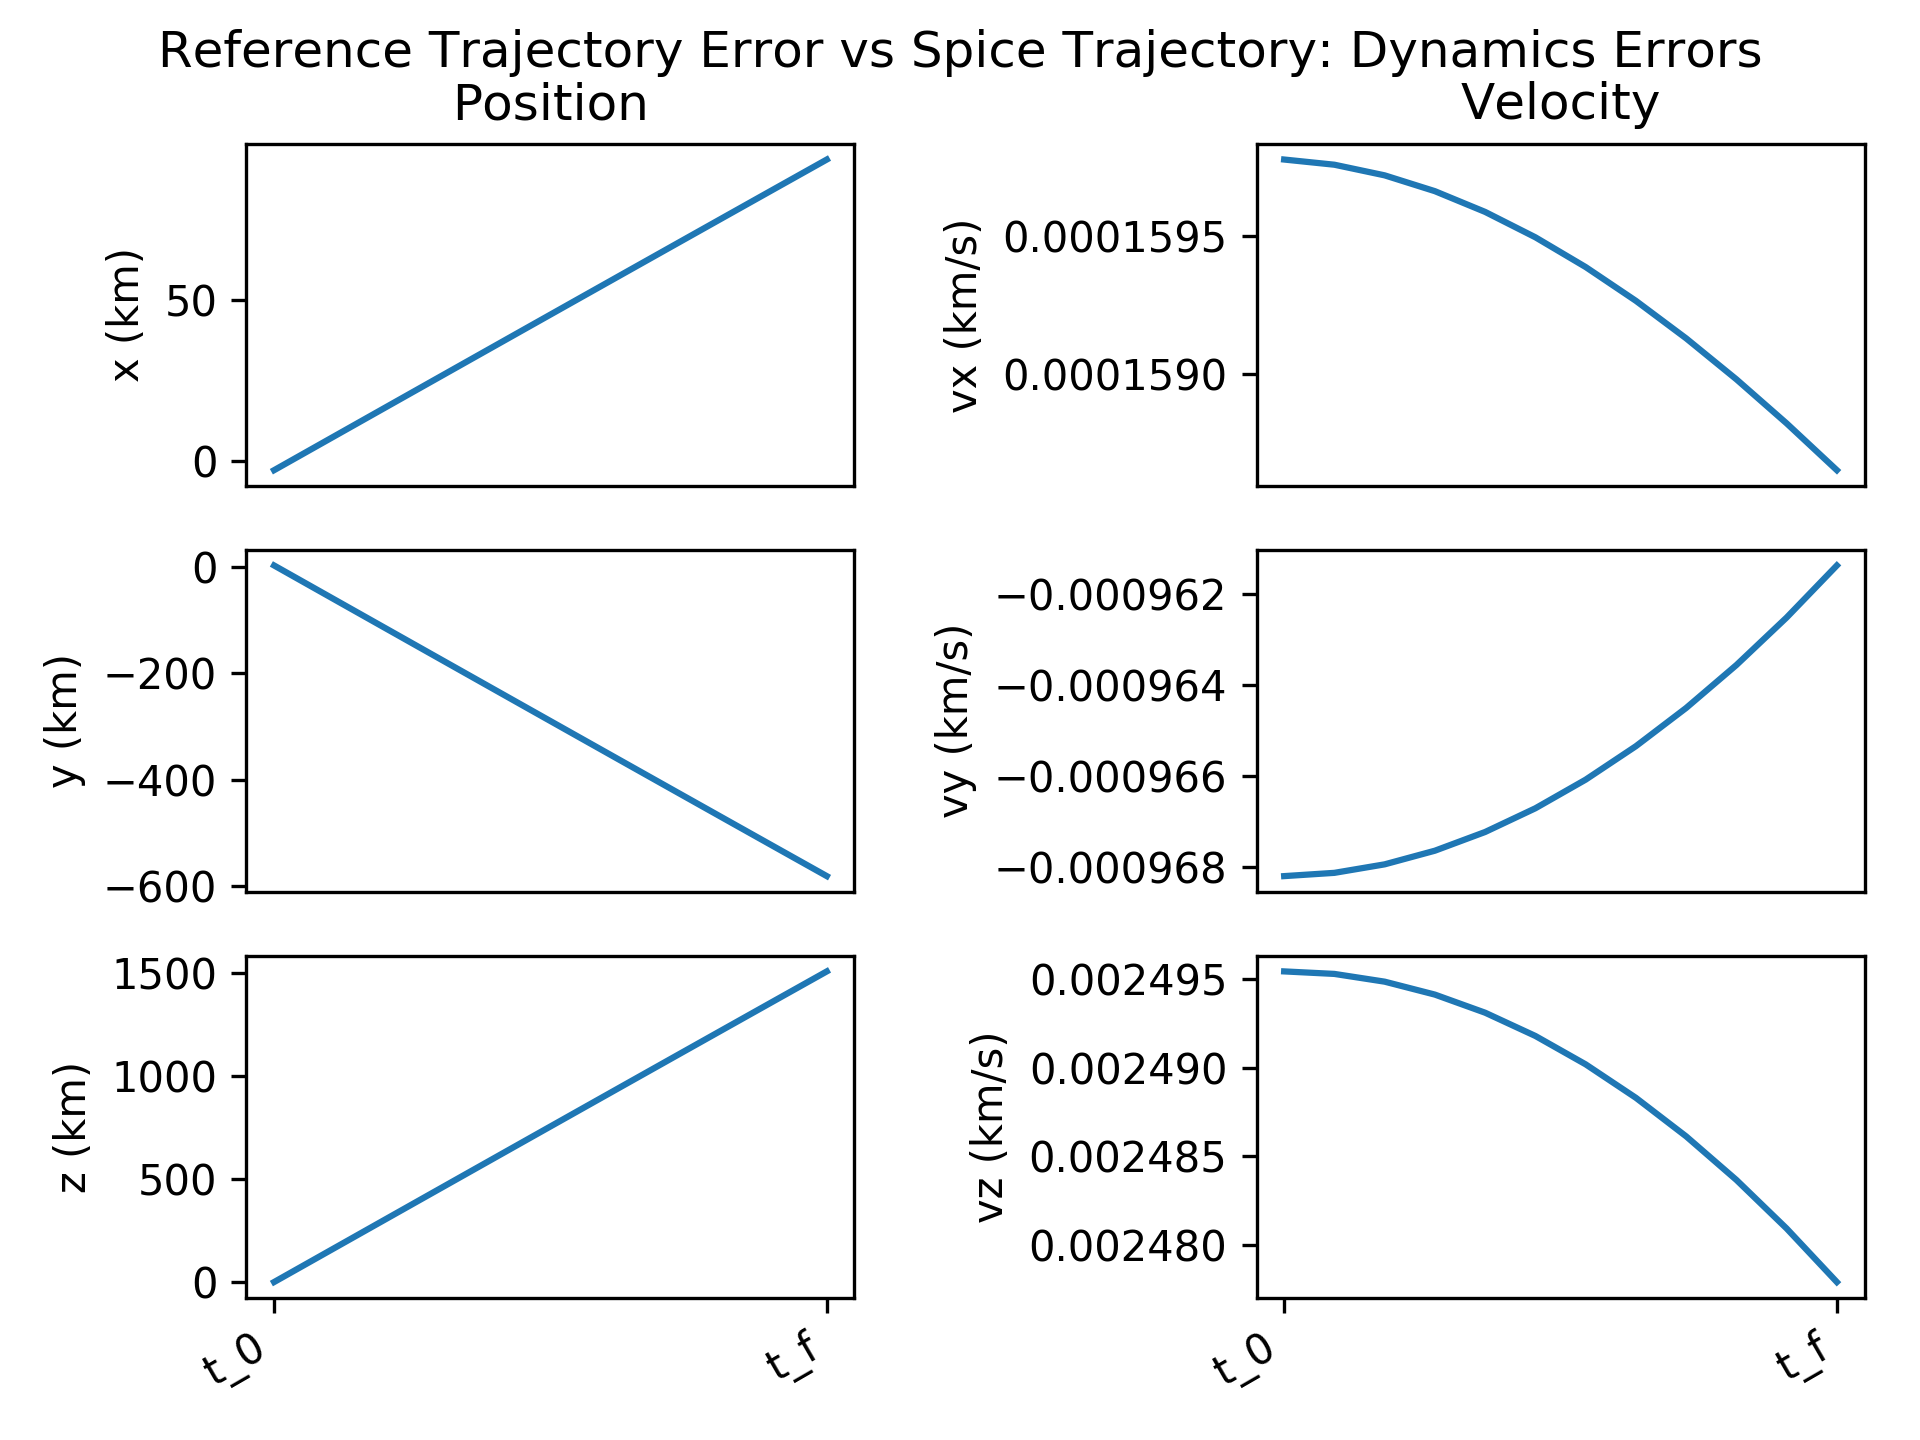 Reference Trajectory Error vs Spice Trajectory: Dynamics Errors
Position
Velocity
x (km)
50
0
vx (km/s)
0.0001595
0.0001590
y (km)
0
−200
−400
−600
vy (km/s)
−0.000962
−0.000964
−0.000966
−0.000968
z (km)
1500
1000
500
0
t_0
t_f
vz (km/s)
0.002495
0.002490
0.002485
0.002480
t_0
t_f